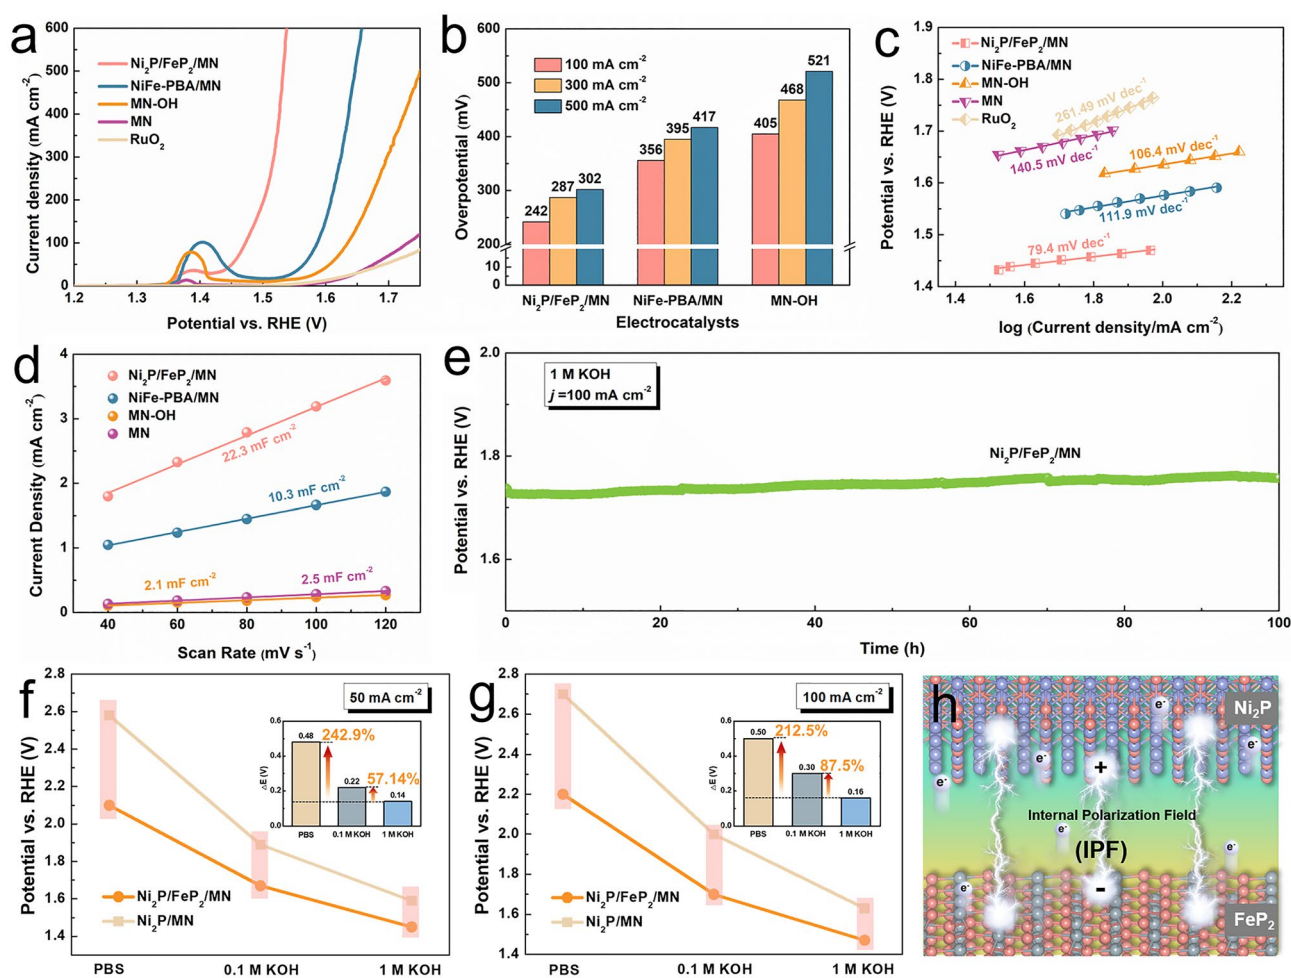 a
600
500
400
300
200
100
0
Current density (mA cm⁻²)
Ni₂P/FeP₂/MN
NiFe-PBA/MN
MN-OH
MN
RuO₂
1.2
1.3
1.4
1.5
1.6
1.7
Potential vs. RHE (V)
b
600
500
400
300
200
10
5
0
Overpotential (mV)
100 mA cm⁻²
300 mA cm⁻²
500 mA cm⁻²
242
287
302
356
395
417
405
468
521
Ni₂P/FeP₂/MN
NiFe-PBA/MN
MN-OH
Electrocatalysts
c
1.9
1.8
1.7
1.6
1.5
1.4
Potential vs. RHE (V)
Ni₂P/FeP₂/MN
NiFe-PBA/MN
MN-OH
MN
RuO₂
261.49 mV dec⁻¹
140.5 mV dec⁻¹
106.4 mV dec⁻¹
111.9 mV dec⁻¹
79.4 mV dec⁻¹
1.4
1.6
1.8
2.0
2.2
log (Current density/mA cm⁻²)
d
4
3
2
1
0
Current Density (mA cm⁻²)
Ni₂P/FeP₂/MN
NiFe-PBA/MN
MN-OH
MN
22.3 mF cm⁻²
10.3 mF cm⁻²
2.1 mF cm⁻²
2.5 mF cm⁻²
40
60
80
100
120
Scan Rate (mV s⁻¹)
e
2.0
1.8
1.6
Potential vs. RHE (V)
1 M KOH
j =100 mA cm⁻²
Ni₂P/FeP₂/MN
0
20
40
60
80
100
Time (h)
f
2.8
2.6
2.4
2.2
2.0
1.8
1.6
1.4
Potential vs. RHE (V)
50 mA cm⁻²
0.6
0.4
0.2
0.0
△E (V)
0.48
242.9%
0.22
57.14%
0.14
PBS
0.1 M KOH
1 M KOH
Ni₂P/FeP₂/MN
Ni₂P/MN
PBS
0.1 M KOH
1 M KOH
g
2.8
2.6
2.4
2.2
2.0
1.8
1.6
1.4
Potential vs. RHE (V)
100 mA cm⁻²
0.6
0.4
0.2
0.0
△E (V)
0.50
212.5%
0.30
87.5%
0.16
PBS
0.1 M KOH
1 M KOH
Ni₂P/FeP₂/MN
Ni₂P/MN
PBS
0.1 M KOH
1 M KOH
h
Ni₂P
e⁻
e⁻
e⁻
e⁻
+
Internal Polarization Field
(IPF)
e⁻
e⁻
e⁻
-
FeP₂